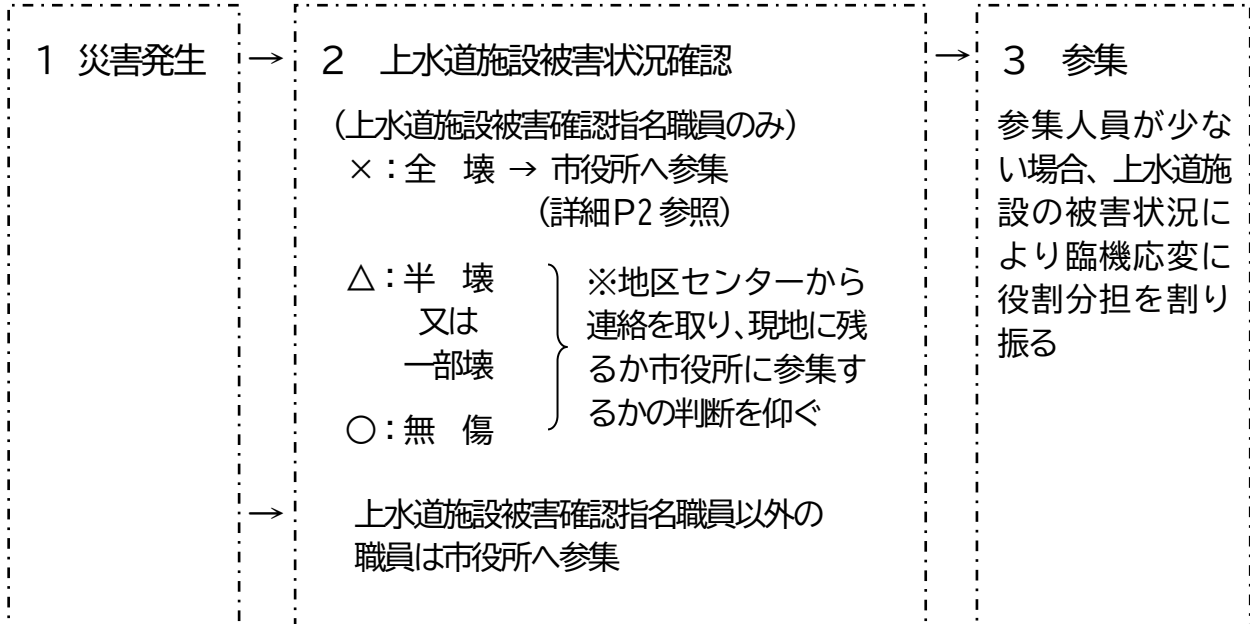 1 災害発生
→
2 上水道施設被害状況確認
(上水道施設被害確認指名職員のみ)
×:全 壊 → 市役所へ参集
(詳細P2参照)
△:半 壊
又は
一部壊
○:無 傷
※地区センターから
連絡を取り、現地に残
るか市役所に参集す
るかの判断を仰ぐ
→
上水道施設被害確認指名職員以外の
職員は市役所へ参集
→
3 参集
参集人員が少な
い場合、上水道施
設の被害状況に
より臨機応変に
役割分担を割り
振る